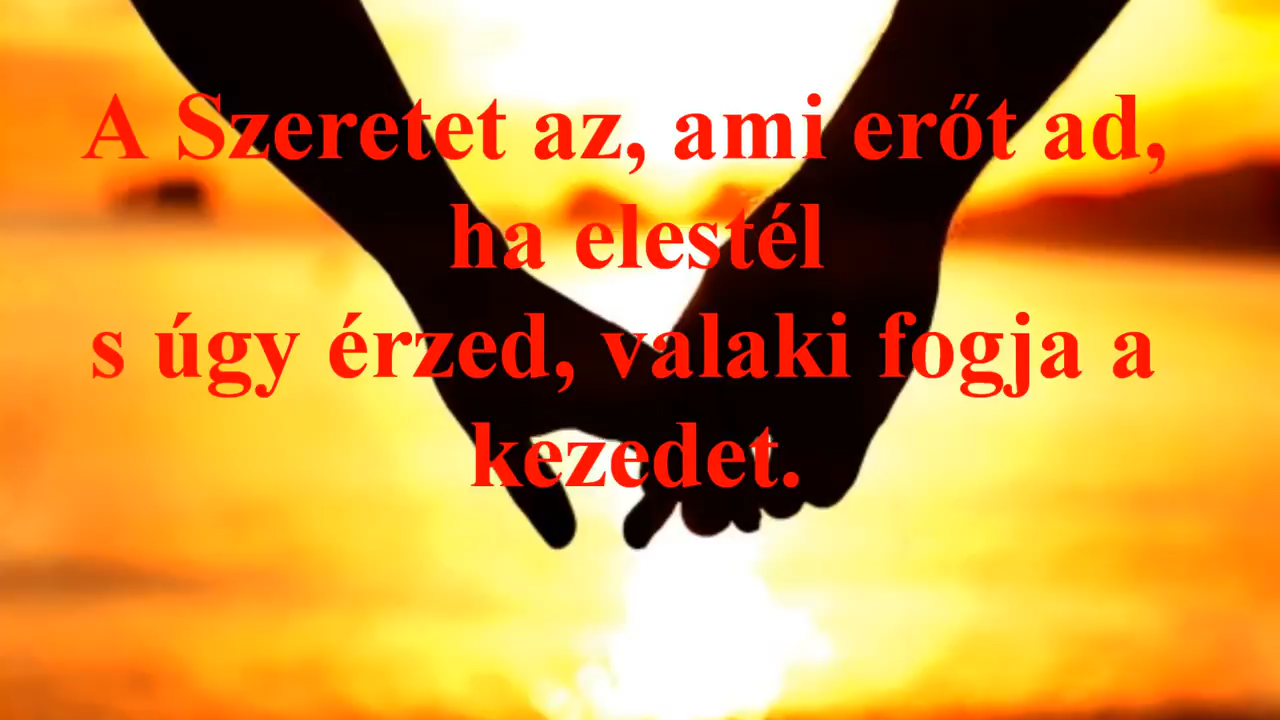 A Szeretet az, ami erőt ad,
ha elestél
s úgy érzed, valaki fogja a
kezedet.